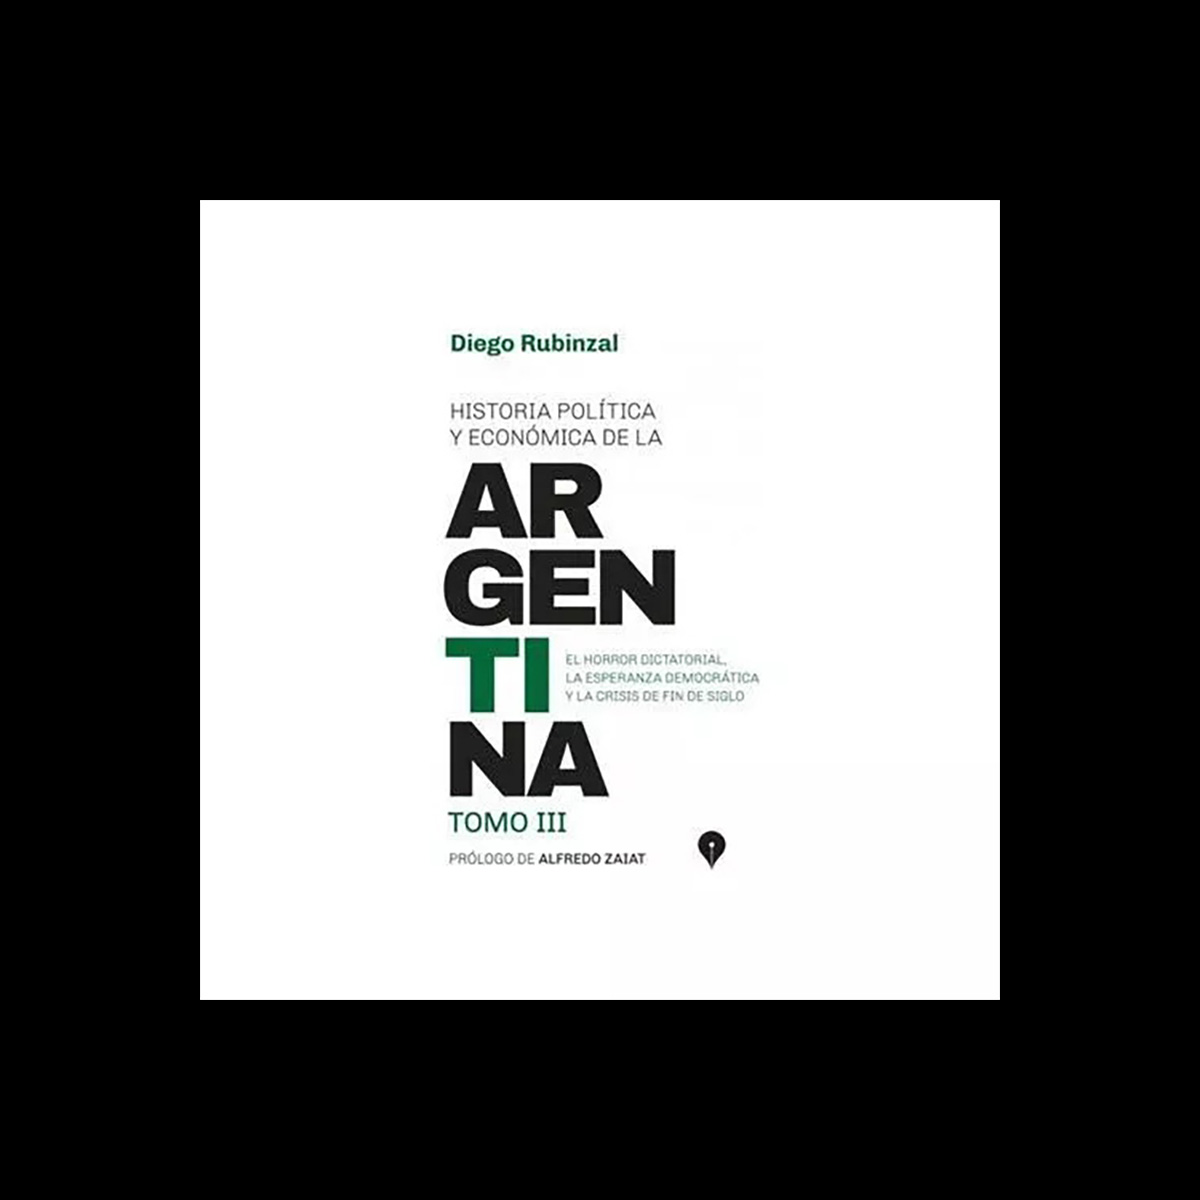 Diego Rubinzal
HISTORIA POLÍTICA
Y ECONÓMICA DE LA
AR
GEN
TI
EL HORROR DICTATORIAL,
LA ESPERANZA DEMOCRÁTICA
Y LA CRISIS DE FIN DE SIGLO
NA
TOMO III
PRÓLOGO DE ALFREDO ZAIAT